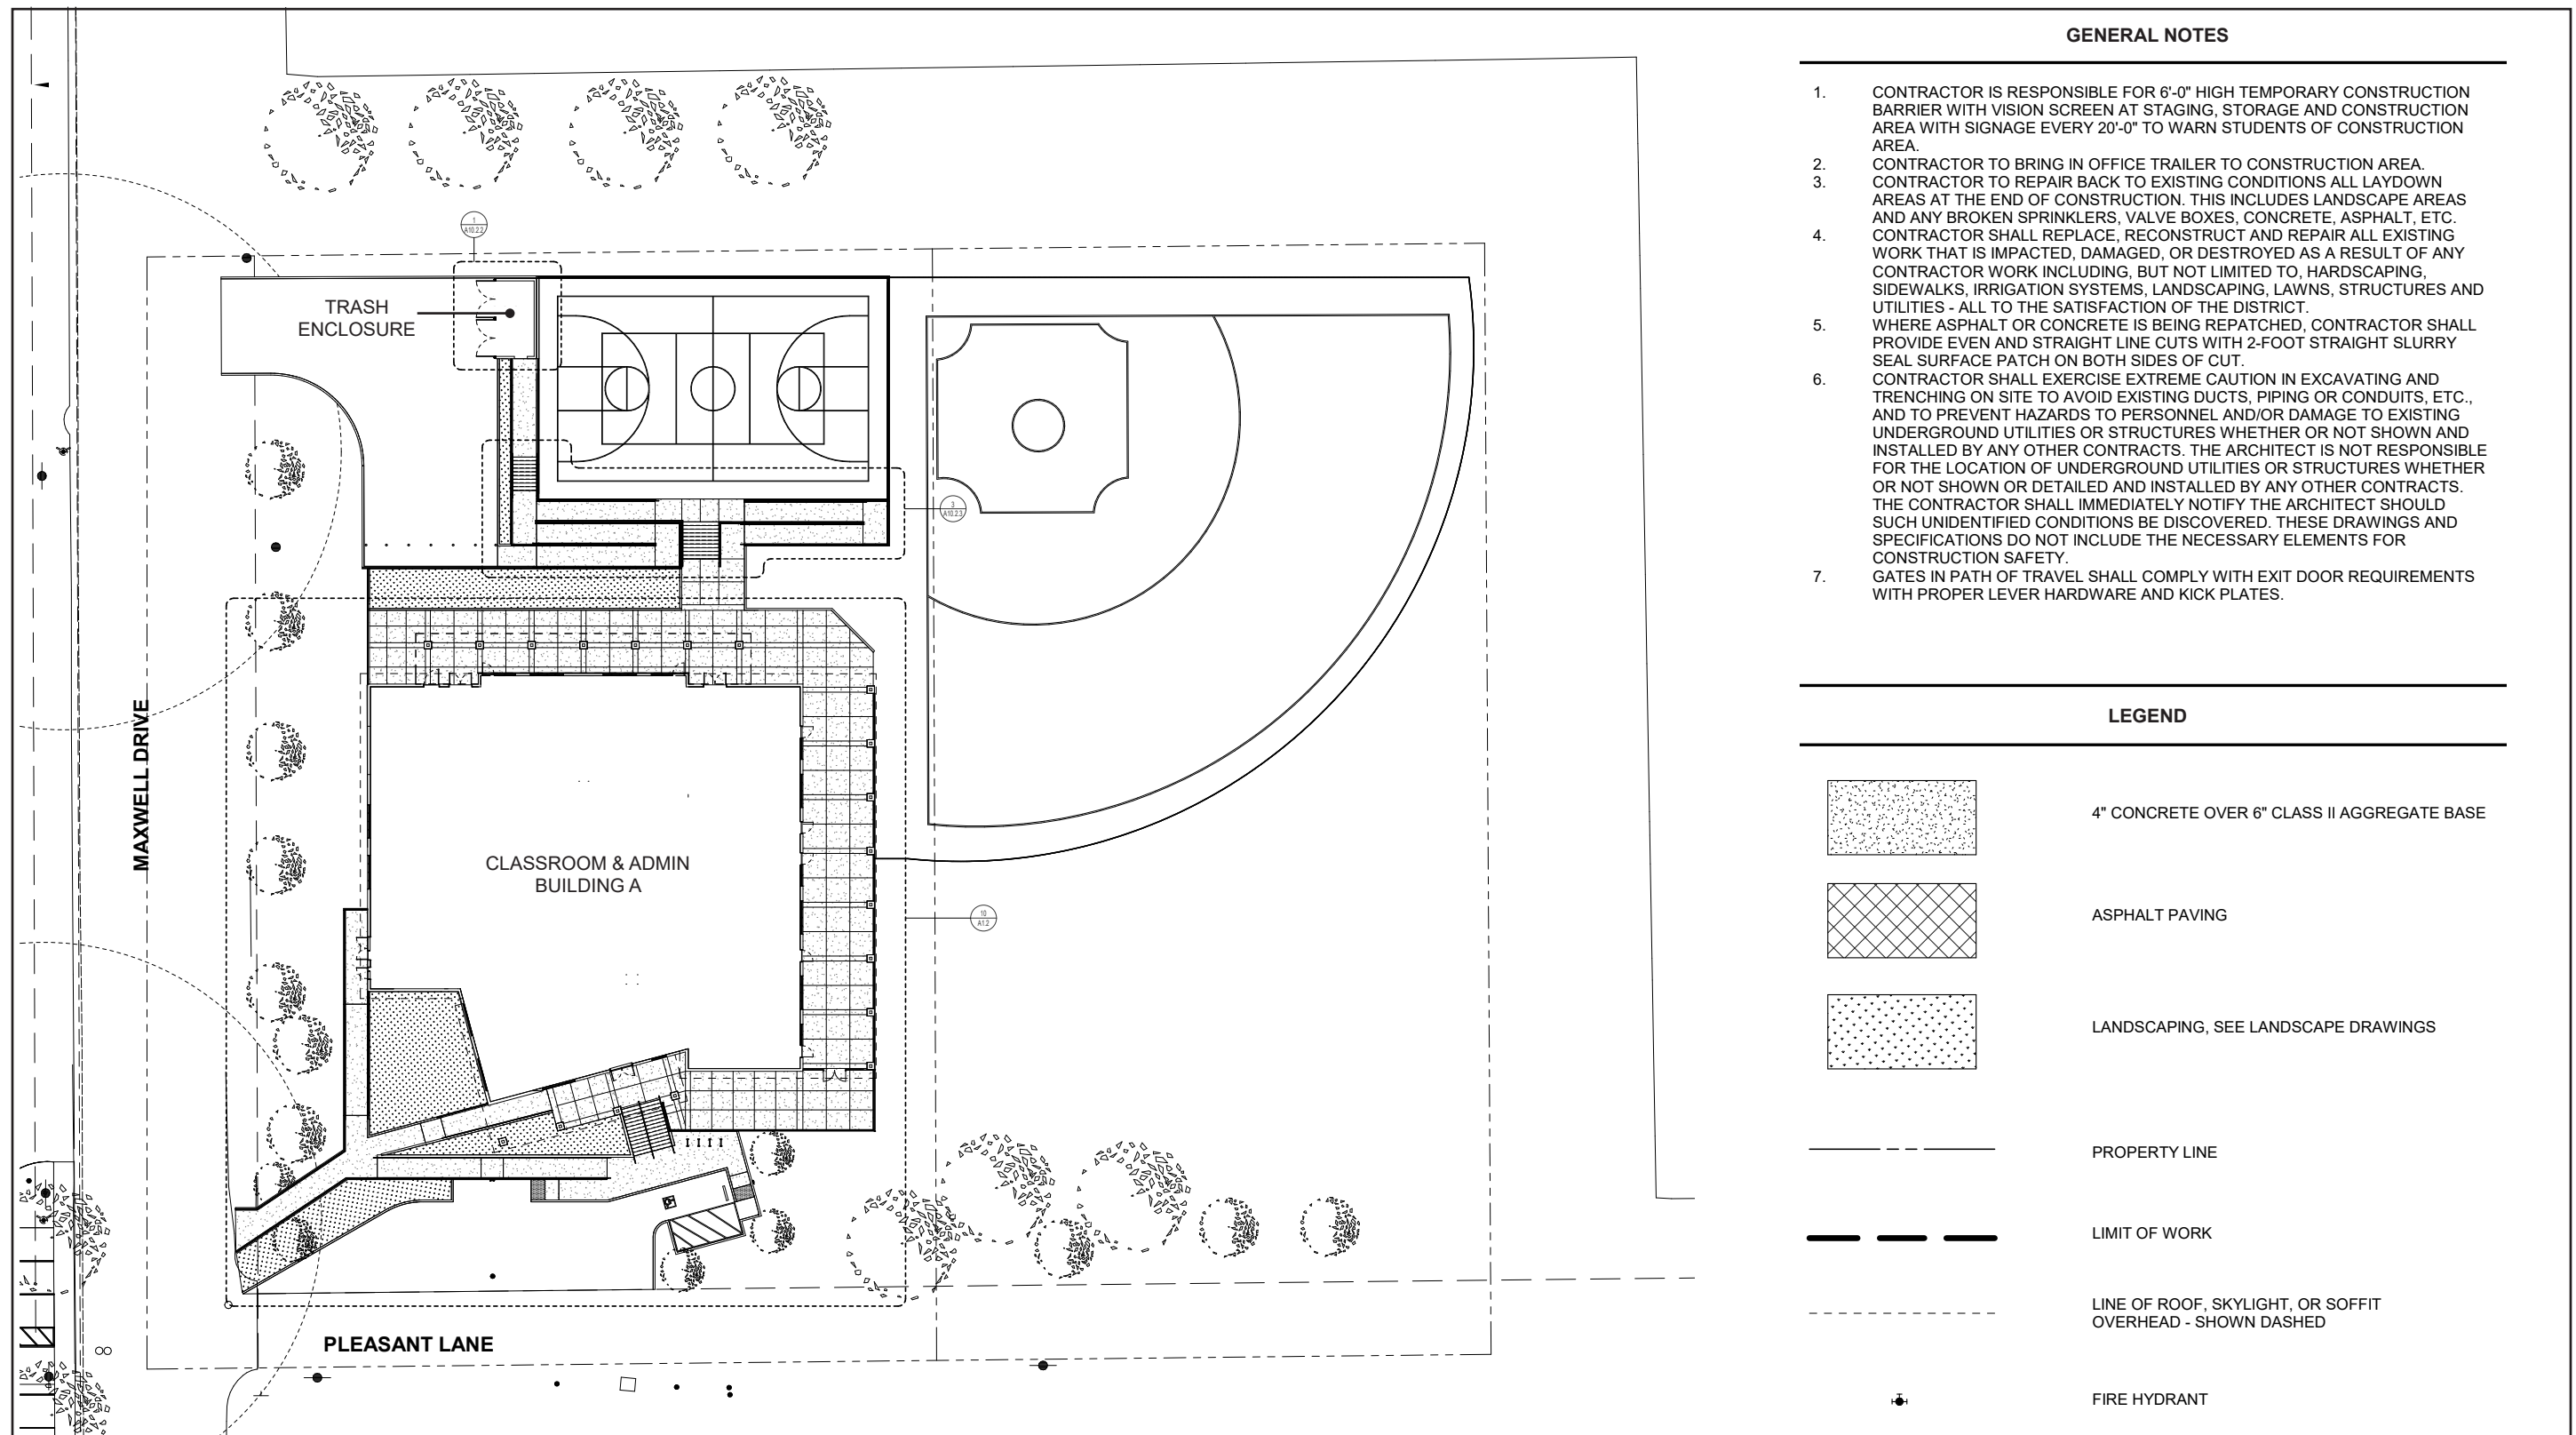 GENERAL NOTES
1. CONTRACTOR IS RESPONSIBLE FOR 6'-0" HIGH TEMPORARY CONSTRUCTION
BARRIER WITH VISION SCREEN AT STAGING, STORAGE AND CONSTRUCTION
AREA WITH SIGNAGE EVERY 20'-0" TO WARN STUDENTS OF CONSTRUCTION
AREA.
2. CONTRACTOR TO BRING IN OFFICE TRAILER TO CONSTRUCTION AREA.
3. CONTRACTOR TO REPAIR BACK TO EXISTING CONDITIONS ALL LAYDOWN
AREAS AT THE END OF CONSTRUCTION. THIS INCLUDES LANDSCAPE AREAS
AND ANY BROKEN SPRINKLERS, VALVE BOXES, CONCRETE, ASPHALT, ETC.
4. CONTRACTOR SHALL REPLACE, RECONSTRUCT AND REPAIR ALL EXISTING
WORK THAT IS IMPACTED, DAMAGED, OR DESTROYED AS A RESULT OF ANY
CONTRACTOR WORK INCLUDING, BUT NOT LIMITED TO, HARDSCAPING,
SIDEWALKS, IRRIGATION SYSTEMS, LANDSCAPING, LAWNS, STRUCTURES AND
UTILITIES - ALL TO THE SATISFACTION OF THE DISTRICT.
5. WHERE ASPHALT OR CONCRETE IS BEING REPATCHED, CONTRACTOR SHALL
PROVIDE EVEN AND STRAIGHT LINE CUTS WITH 2-FOOT STRAIGHT SLURRY
SEAL SURFACE PATCH ON BOTH SIDES OF CUT.
6. CONTRACTOR SHALL EXERCISE EXTREME CAUTION IN EXCAVATING AND
TRENCHING ON SITE TO AVOID EXISTING DUCTS, PIPING OR CONDUITS, ETC.,
AND TO PREVENT HAZARDS TO PERSONNEL AND/OR DAMAGE TO EXISTING
UNDERGROUND UTILITIES OR STRUCTURES WHETHER OR NOT SHOWN AND
INSTALLED BY ANY OTHER CONTRACTS. THE ARCHITECT IS NOT RESPONSIBLE
FOR THE LOCATION OF UNDERGROUND UTILITIES OR STRUCTURES WHETHER
OR NOT SHOWN OR DETAILED AND INSTALLED BY ANY OTHER CONTRACTS.
THE CONTRACTOR SHALL IMMEDIATELY NOTIFY THE ARCHITECT SHOULD
SUCH UNIDENTIFIED CONDITIONS BE DISCOVERED. THESE DRAWINGS AND
SPECIFICATIONS DO NOT INCLUDE THE NECESSARY ELEMENTS FOR
CONSTRUCTION SAFETY.
7. GATES IN PATH OF TRAVEL SHALL COMPLY WITH EXIT DOOR REQUIREMENTS
WITH PROPER LEVER HARDWARE AND KICK PLATES.
LEGEND
4" CONCRETE OVER 6" CLASS II AGGREGATE BASE
ASPHALT PAVING
LANDSCAPING, SEE LANDSCAPE DRAWINGS
PROPERTY LINE
LIMIT OF WORK
LINE OF ROOF, SKYLIGHT, OR SOFFIT
OVERHEAD - SHOWN DASHED
FIRE HYDRANT
1
A10.2.2
TRASH
ENCLOSURE
3
A10.2.3
MAXWELL DRIVE
CLASSROOM & ADMIN
BUILDING A
10
A1.2
PLEASANT LANE